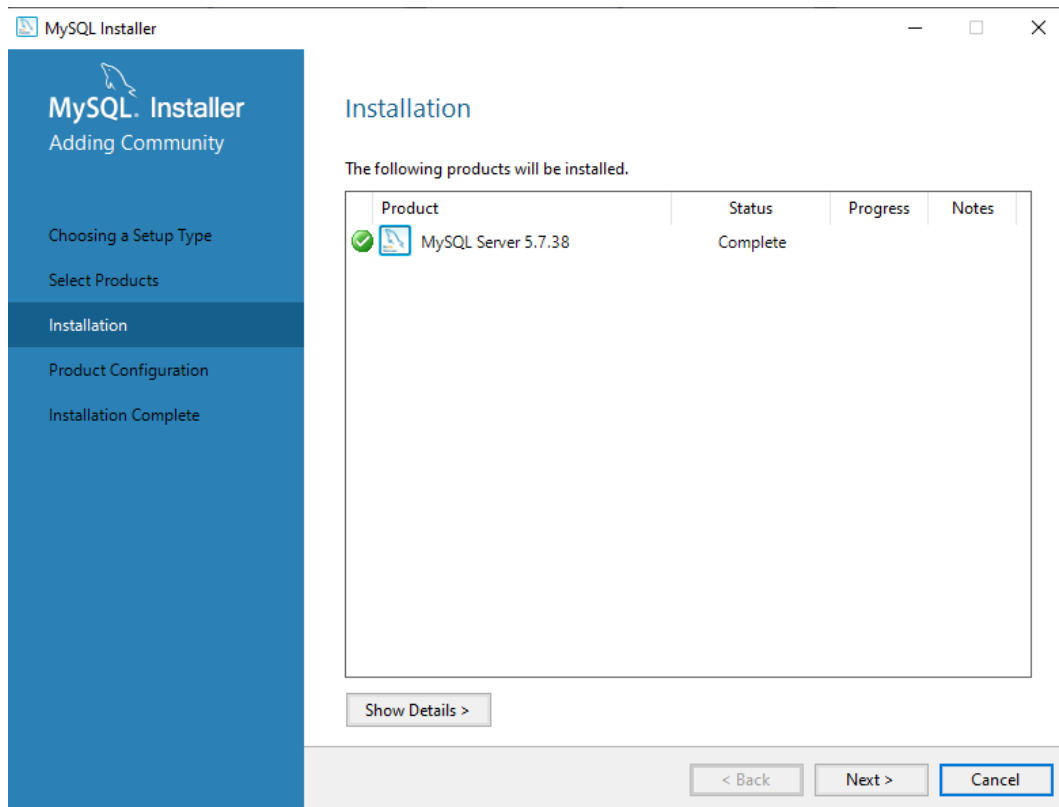 MySQL Installer
MySQL. Installer
Adding Community
Choosing a Setup Type
Select Products
Installation
Product Configuration
Installation Complete
Installation
The following products will be installed.
Product Status Progress Notes
MySQL Server 5.7.38 Complete
Show Details >
< Back Next > Cancel